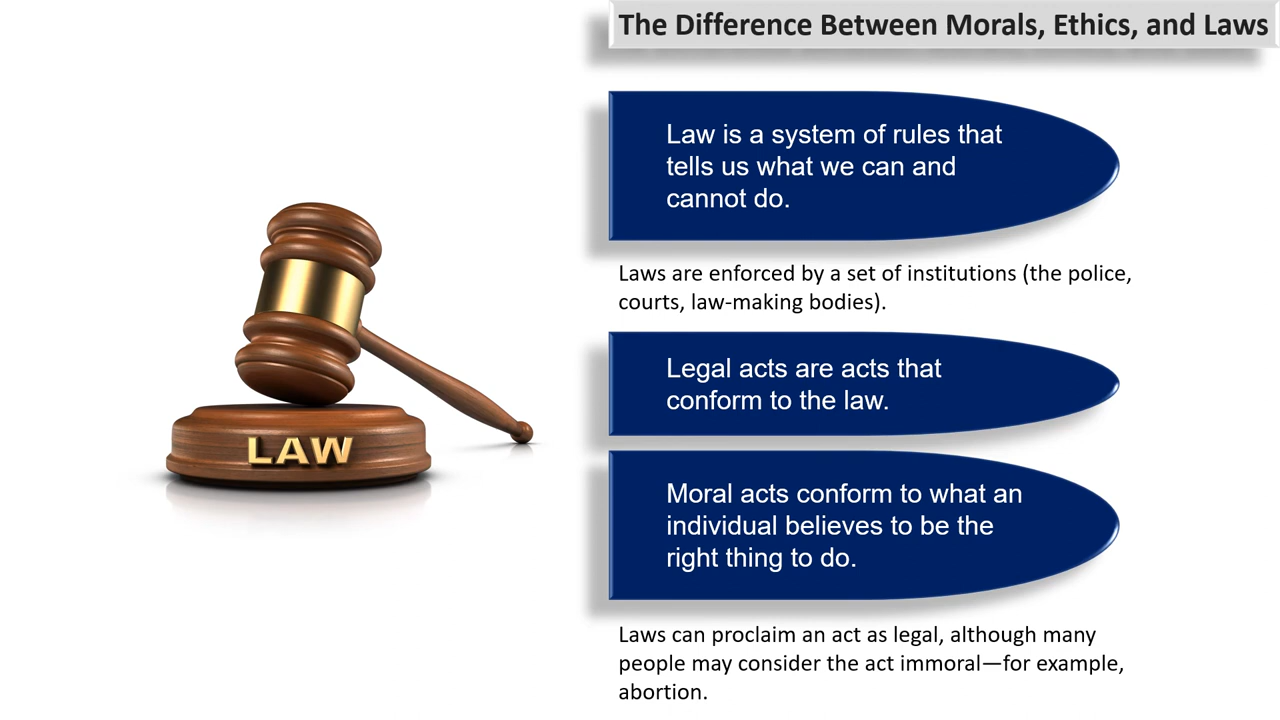 The Difference Between Morals, Ethics, and Laws
Law is a system of rules that
tells us what we can and
cannot do.
Laws are enforced by a set of institutions (the police,
courts, law-making bodies).
Legal acts are acts that
conform to the law.
LAW
Moral acts conform to what an
individual believes to be the
right thing to do.
Laws can proclaim an act as legal, although many
people may consider the act immoral—for example,
abortion.